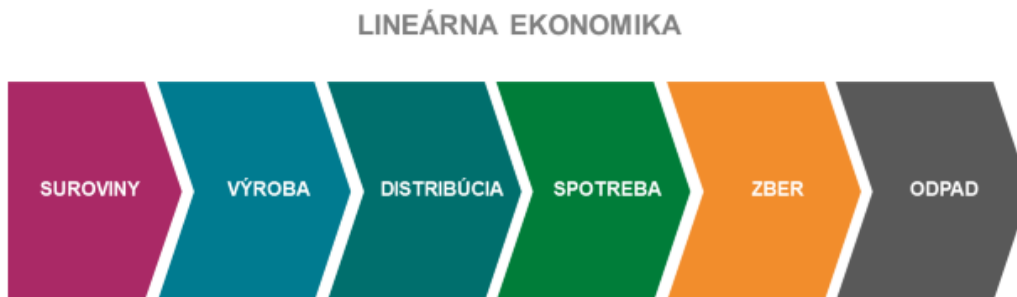 LINEÁRNA EKONOMIKA
SUROVINY
VÝROBA
DISTRIBÚCIA
SPOTREBA
ZBER
ODPAD